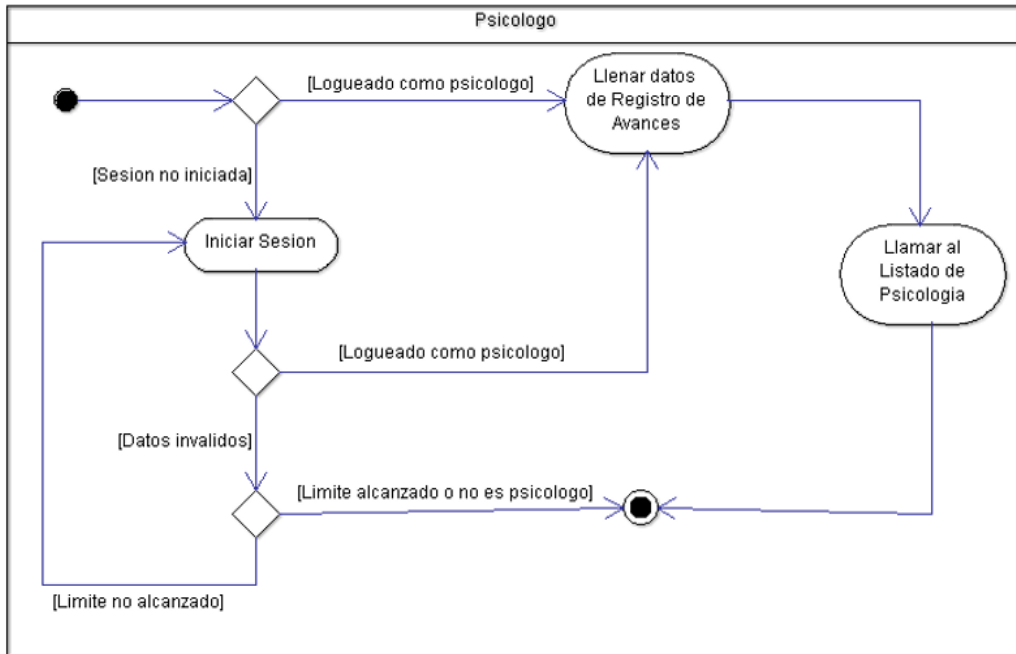 Psicologo
[Logueado como psicologo]
Llenar datos
de Registro de
Avances
[Sesion no iniciada]
Iniciar Sesion
Llamar al
Listado de
Psicologia
[Logueado como psicologo]
[Datos invalidos]
[Limite alcanzado o no es psicologo]
[Limite no alcanzado]